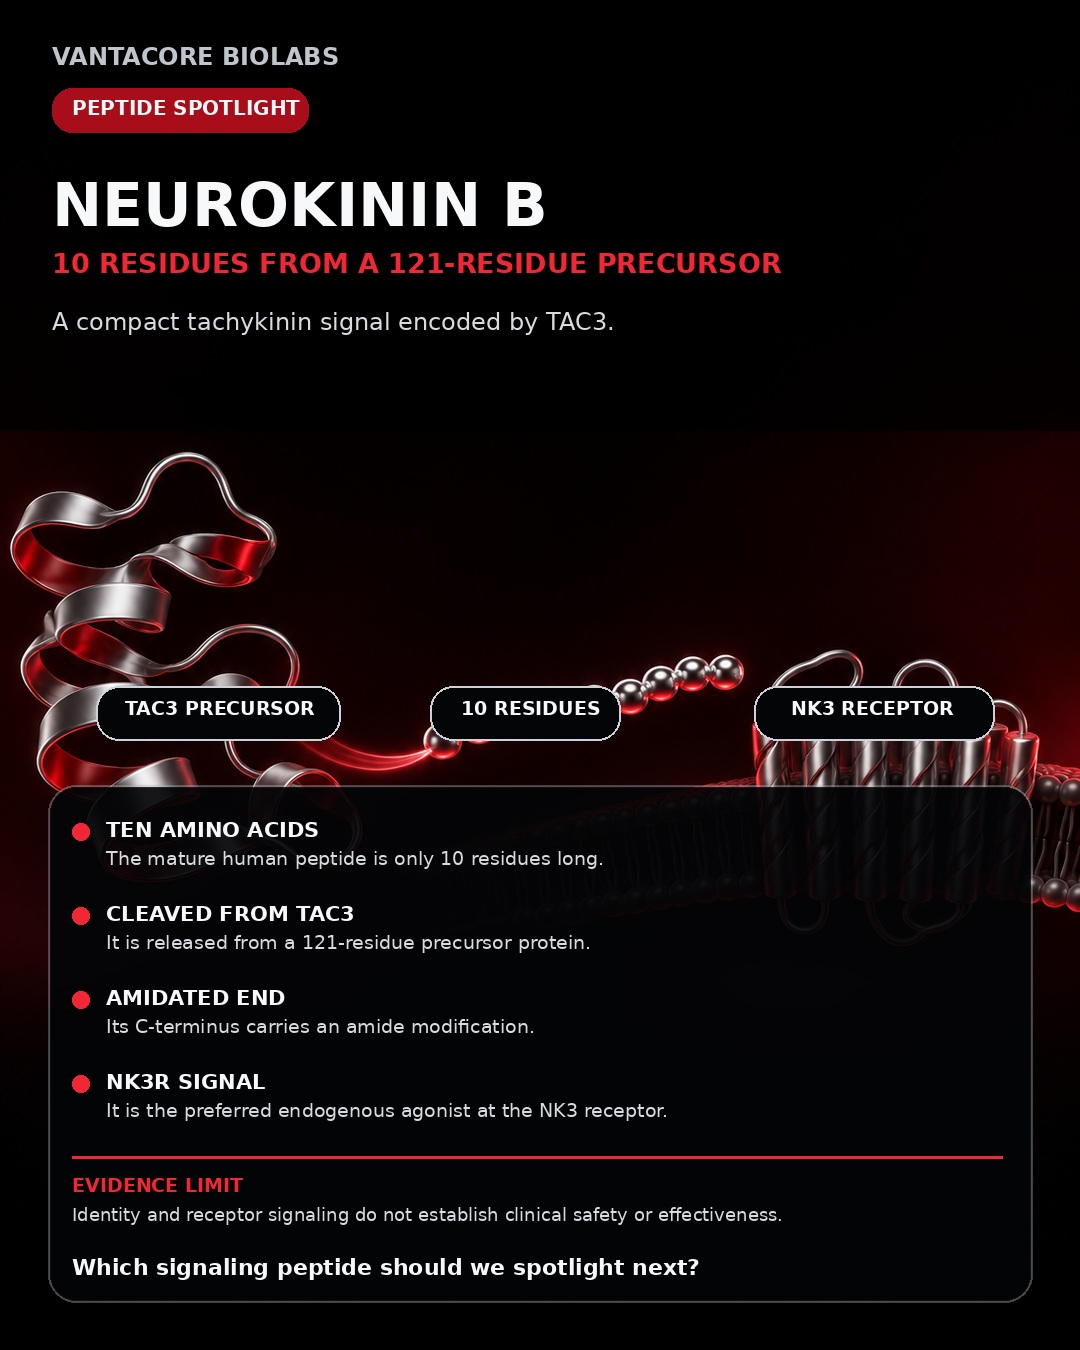 VANTACORE BIOLABS
PEPTIDE SPOTLIGHT
NEUROKININ B
10 RESIDUES FROM A 121-RESIDUE PRECURSOR
A compact tachykinin signal encoded by TAC3.
TAC3 PRECURSOR
10 RESIDUES
NK3 RECEPTOR
TEN AMINO ACIDS
The mature human peptide is only 10 residues long.
CLEAVED FROM TAC3
It is released from a 121-residue precursor protein.
AMIDATED END
Its C-terminus carries an amide modification.
NK3R SIGNAL
It is the preferred endogenous agonist at the NK3 receptor.
EVIDENCE LIMIT
Identity and receptor signaling do not establish clinical safety or effectiveness.
Which signaling peptide should we spotlight next?